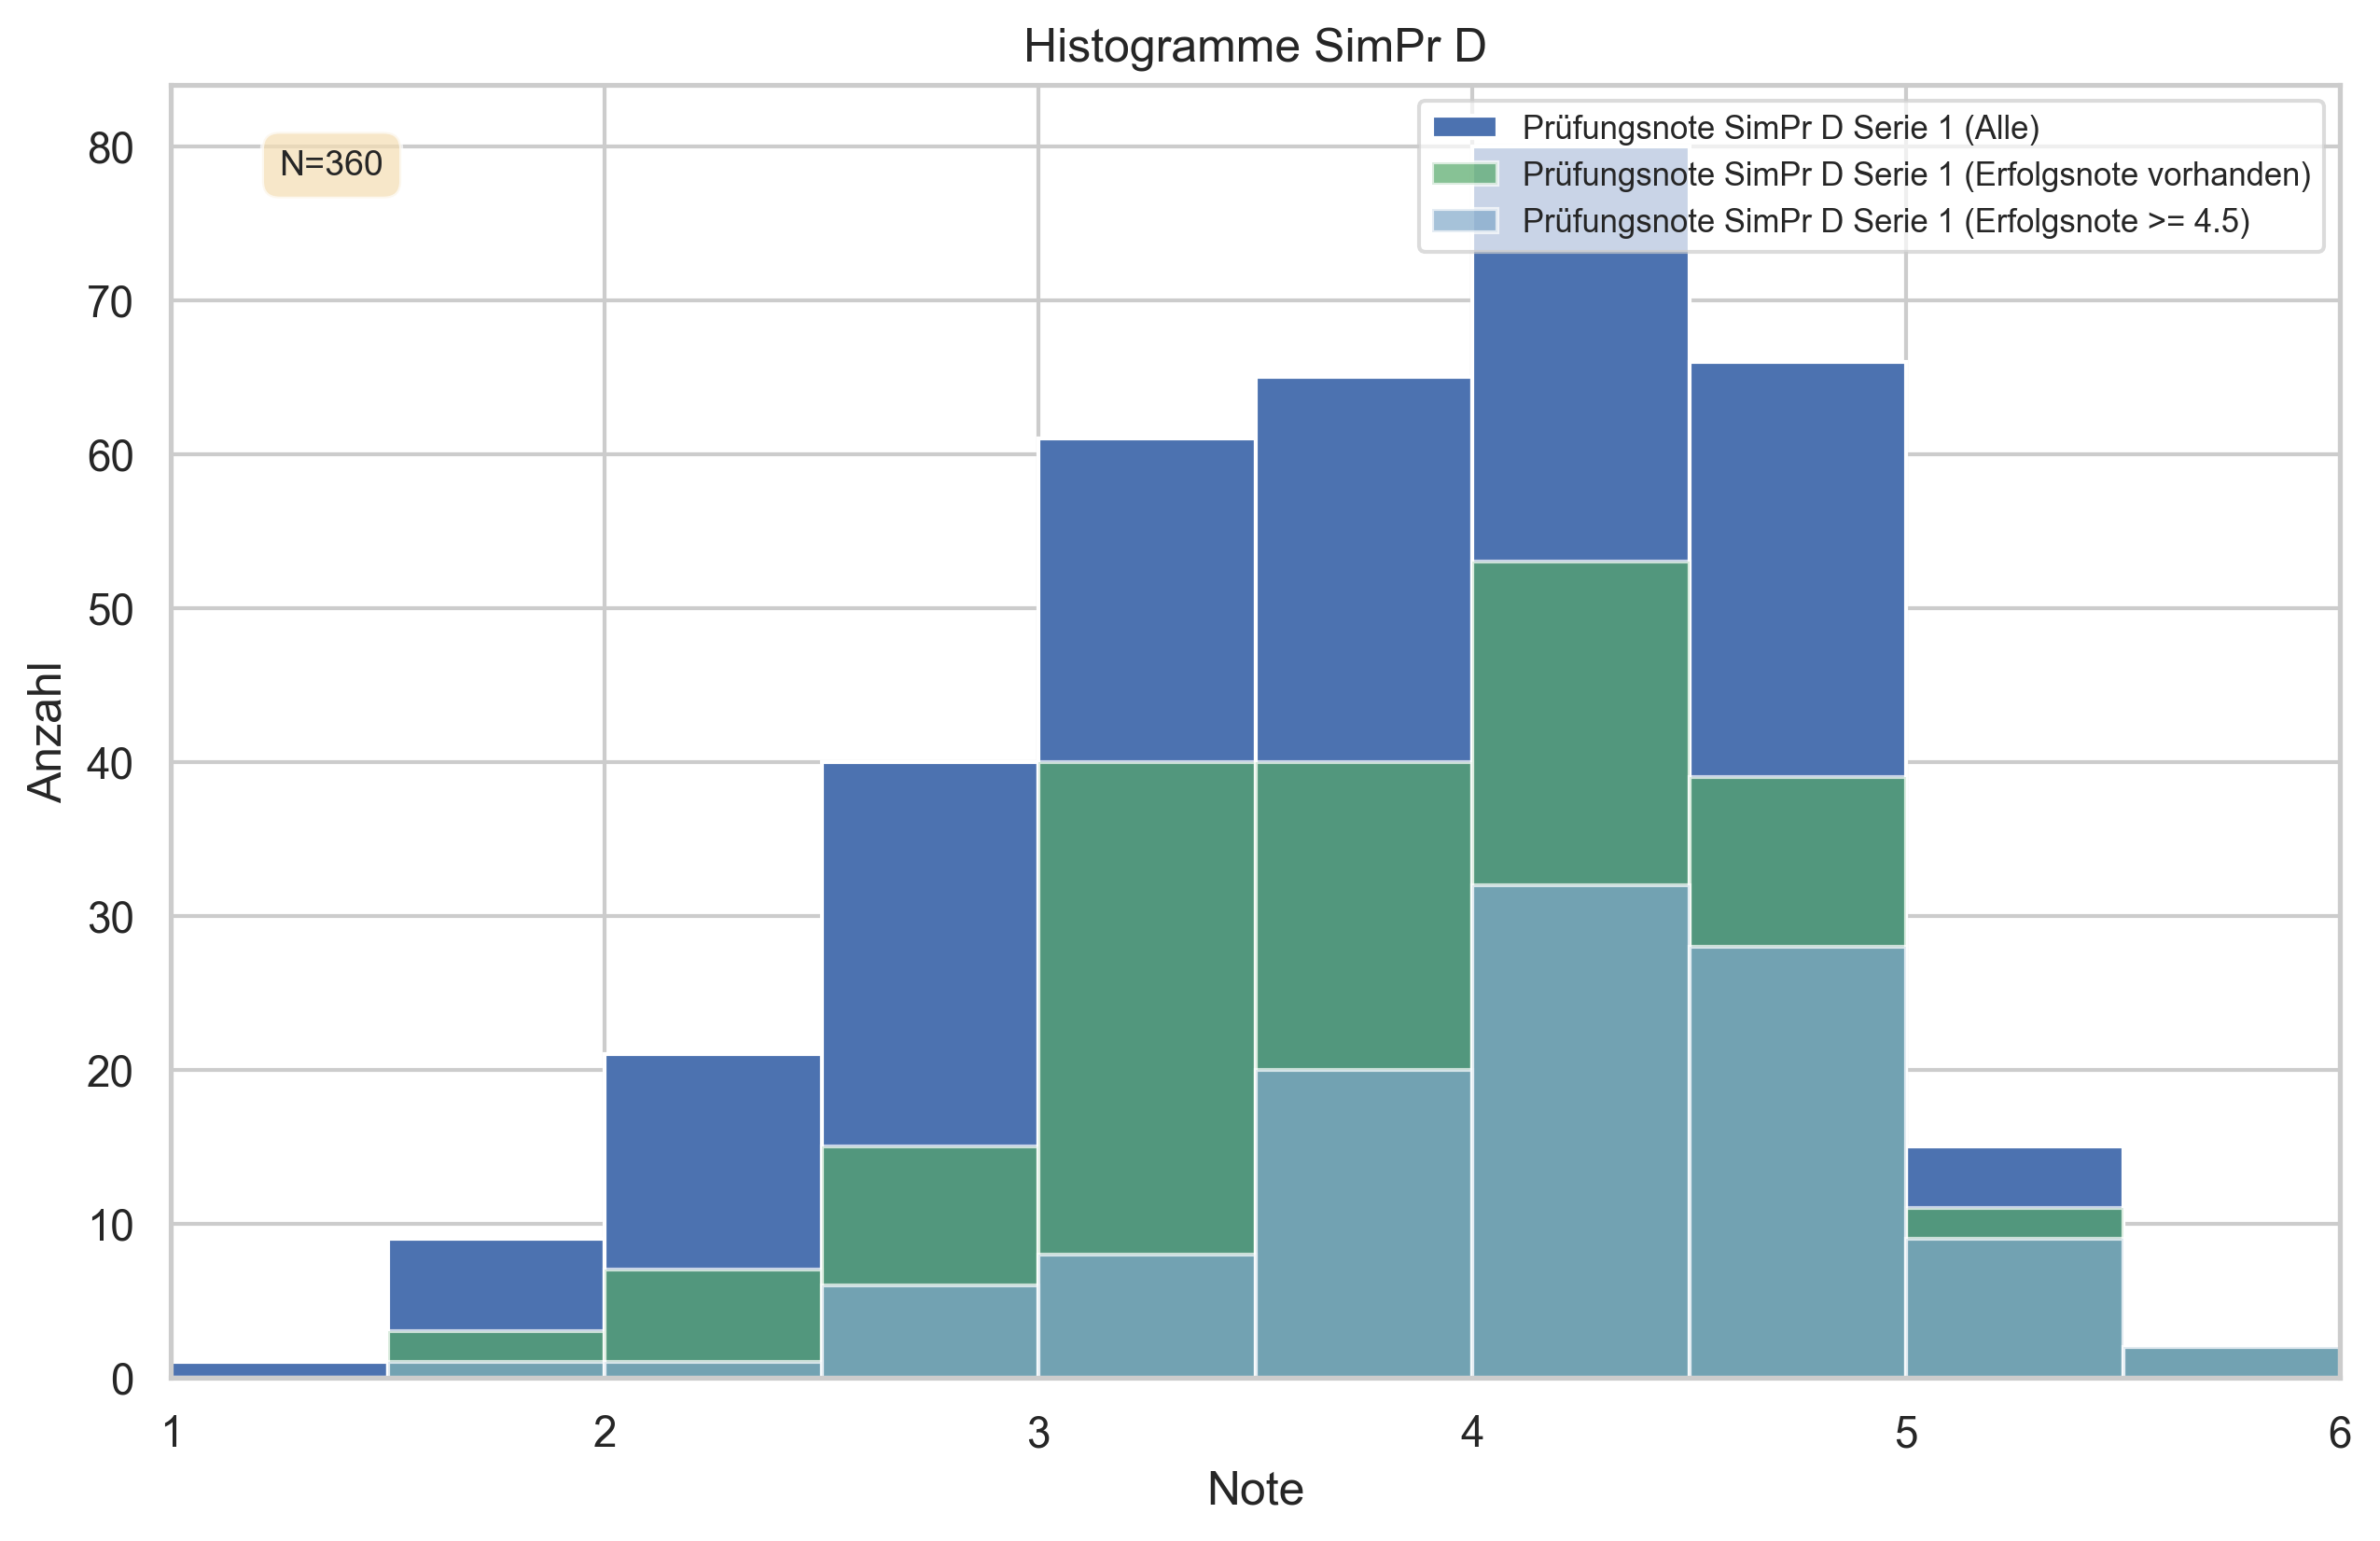 Histogramme SimPr D
N=360
Prüfungsnote SimPr D Serie 1 (Alle)
Prüfungsnote SimPr D Serie 1 (Erfolgsnote vorhanden)
Prüfungsnote SimPr D Serie 1 (Erfolgsnote >= 4.5)
Anzahl
80
70
60
50
40
30
20
10
0
1 2 3 4 5 6
Note